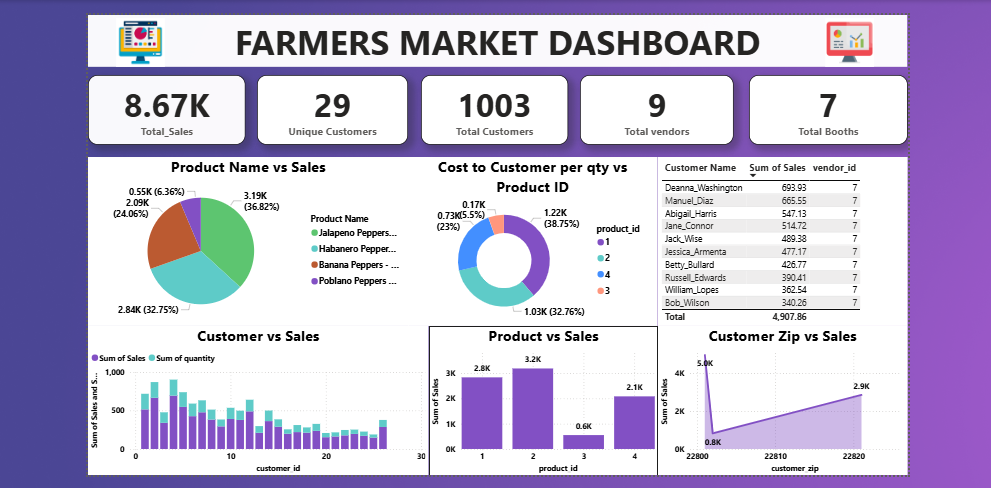 FARMERS MARKET DASHBOARD
8.67K
Total_Sales
29
Unique Customers
1003
Total Customers
9
Total vendors
7
Total Booths
Product Name vs Sales
0.55K (6.36%)
2.09K
(24.06%)
3.19K
(36.82%)
2.84K (32.75%)
Product Name
Jalapeno Peppers...
Habanero Pepper...
Banana Peppers - ...
Poblano Peppers ...
Cost to Customer per qty vs
Product ID
0.17K
(5.5%)
0.73K
(23%)
1.22K
(38.75%)
1.03K (32.76%)
product_id
1
2
4
3
Customer Name Sum of Sales vendor_id
Deanna_Washington 693.93 7
Manuel_Diaz 665.55 7
Abigail_Harris 547.13 7
Jane_Connor 514.72 7
Jack_Wise 489.38 7
Jessica_Armenta 477.17 7
Betty_Bullard 426.77 7
Russell_Edwards 390.41 7
William_Lopes 362.54 7
Bob_Wilson 340.26 7
Total 4,907.86
Customer vs Sales
Sum of Sales Sum of quantity
Sum of Sales and S...
1,000
500
0
0 10 20 30
customer_id
Product vs Sales
Sum of Sales
3K
2K
1K
0K
2.8K
3.2K
0.6K
2.1K
1 2 3 4
product_id
Customer Zip vs Sales
Sum of Sales
4K
2K
0K
5.0K
0.8K
2.9K
22800 22810 22820
customer_zip